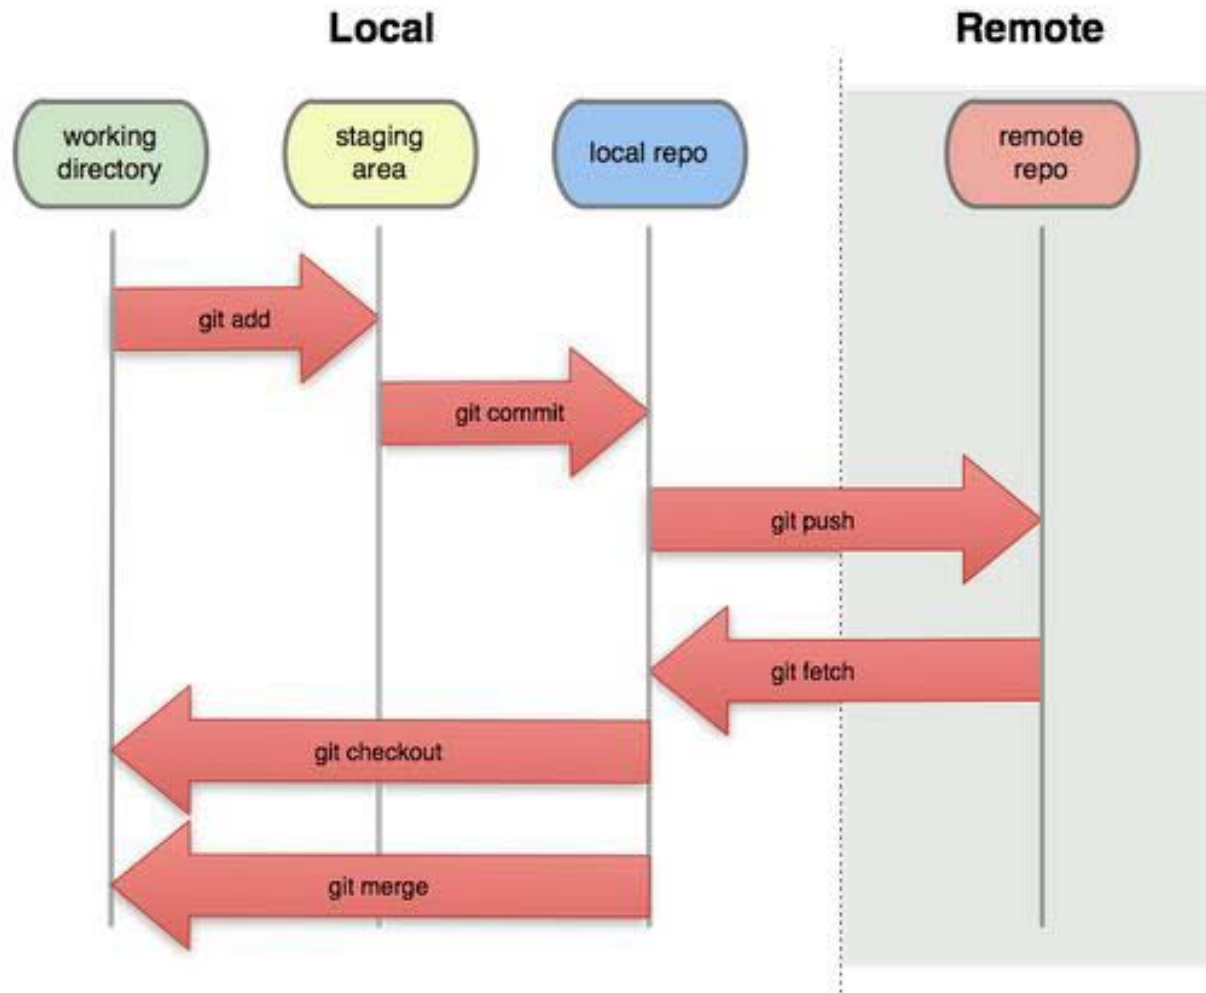 Local
Remote
working
directory
staging
area
local repo
remote
repo
git add
git commit
git push
git fetch
git checkout
git merge